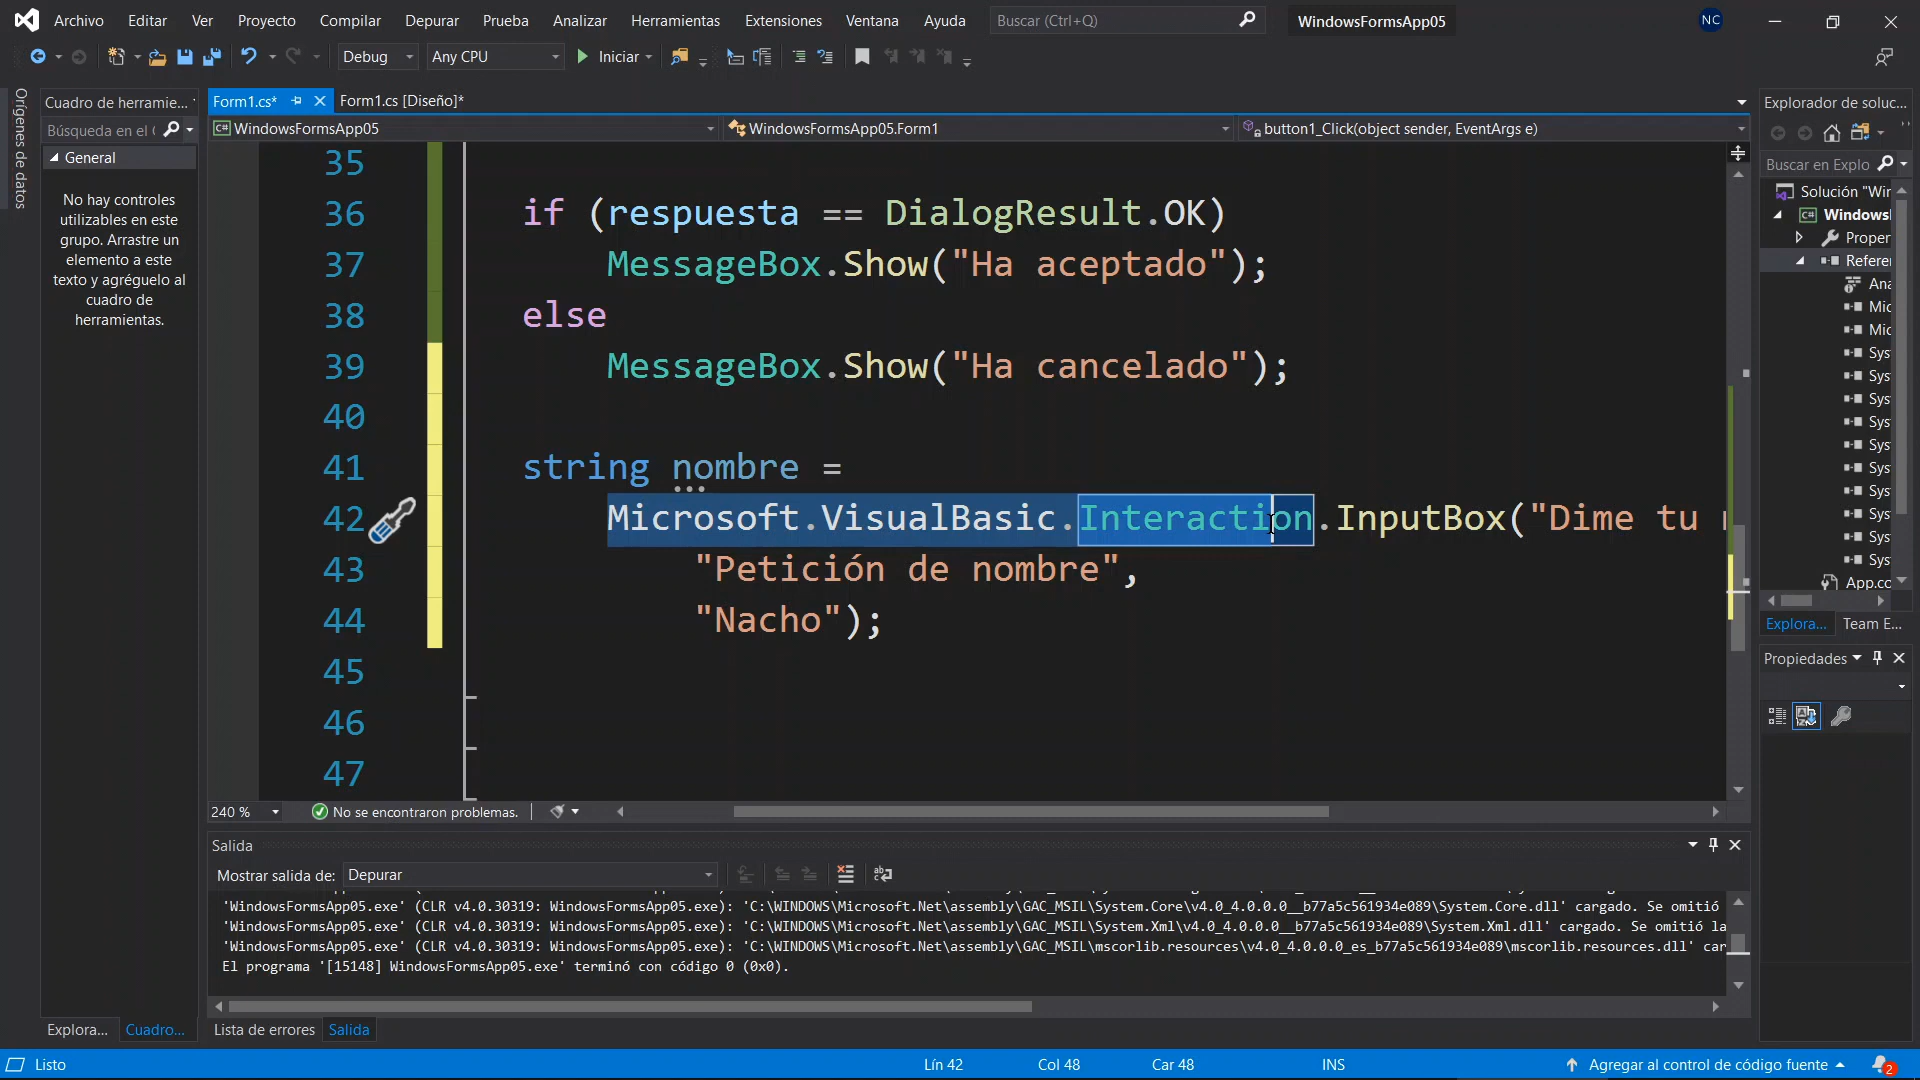 Archivo Editar Ver Proyecto Compilar Depurar Prueba Analizar Herramientas Extensiones Ventana Ayuda Buscar (Ctrl+Q) WindowsFormsApp05 NC
Debug Any CPU Iniciar
Orígenes de datos
Cuadro de herramie...
Búsqueda en el (
General
No hay controles
utilizables en este
grupo. Arrastre un
elemento a este
texto y agréguelo al
cuadro de
herramientas.
Form1.cs* Form1.cs [Diseño]*
C# WindowsFormsApp05 WindowsFormsApp05.Form1 button1_Click(object sender, EventArgs e)
35
36 if (respuesta == DialogResult.OK)
37 MessageBox.Show("Ha aceptado");
38 else
39 MessageBox.Show("Ha cancelado");
40
41 string nombre =
42 Microsoft.VisualBasic.Interaction.InputBox("Dime tu
43 "Petición de nombre",
44 "Nacho");
45
46
47
240 % No se encontraron problemas.
Salida
Mostrar salida de: Depurar
'WindowsFormsApp05.exe' (CLR v4.0.30319: WindowsFormsApp05.exe): 'C:\WINDOWS\Microsoft.Net\assembly\GAC_MSIL\System.Core\v4.0_4.0.0.0__b77a5c561934e089\System.Core.dll' cargado. Se omitió
'WindowsFormsApp05.exe' (CLR v4.0.30319: WindowsFormsApp05.exe): 'C:\WINDOWS\Microsoft.Net\assembly\GAC_MSIL\System.Xml\v4.0_4.0.0.0__b77a5c561934e089\System.Xml.dll' cargado. Se omitió la
'WindowsFormsApp05.exe' (CLR v4.0.30319: WindowsFormsApp05.exe): 'C:\WINDOWS\Microsoft.Net\assembly\GAC_MSIL\mscorlib.resources\v4.0_4.0.0.0_es_b77a5c561934e089\mscorlib.resources.dll' car
El programa '[15148] WindowsFormsApp05.exe' terminó con código 0 (0x0).
Explora... Cuadro... Lista de errores Salida
Explorador de soluc...
Buscar en Explo
Solución "Wir
C# Windows
Proper
Referer
Ana
Mic
Mic
Sys
Sys
Sys
Sys
Sys
Sys
Sys
Sys
Sys
Sys
App.cc
Explora... Team E...
Propiedades
Listo Lín 42 Col 48 Car 48 INS Agregar al control de código fuente 2